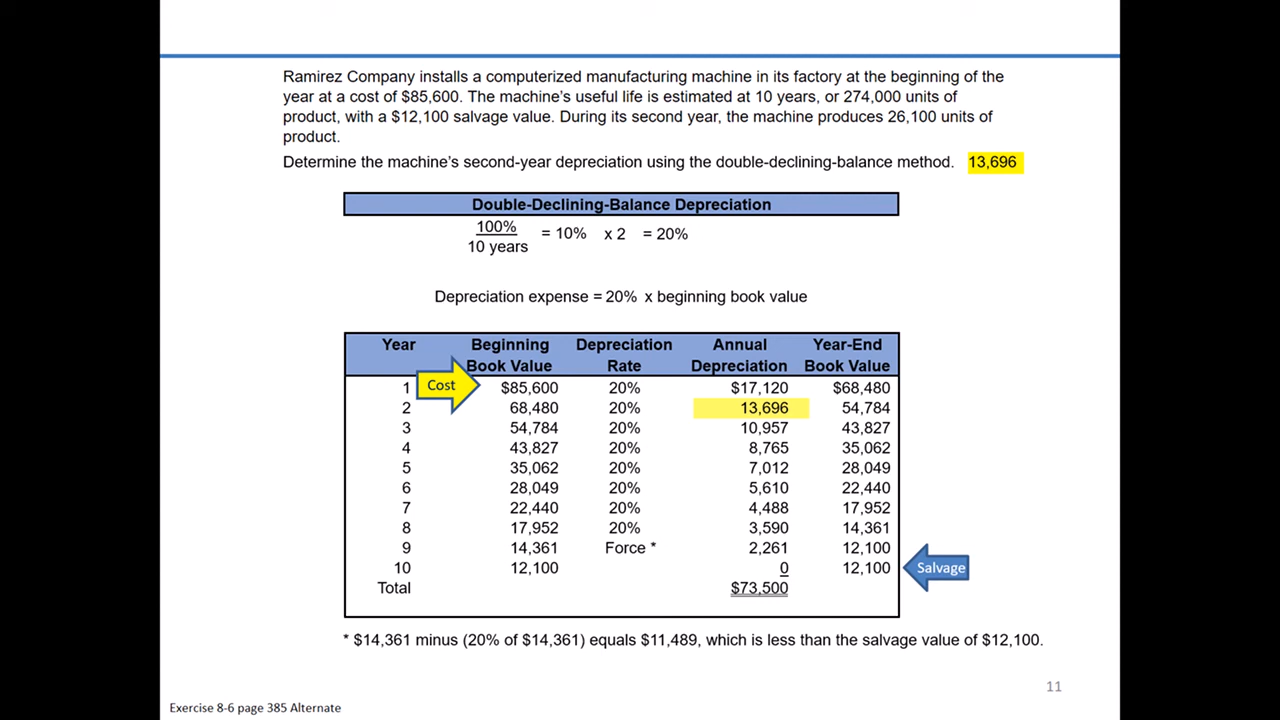 Ramirez Company installs a computerized manufacturing machine in its factory at the beginning of the
year at a cost of $85,600. The machine's useful life is estimated at 10 years, or 274,000 units of
product, with a $12,100 salvage value. During its second year, the machine produces 26,100 units of
product.
Determine the machine's second-year depreciation using the double-declining-balance method. 13,696
Double-Declining-Balance Depreciation
100%
10 years
= 10% x 2 = 20%
Depreciation expense = 20% x beginning book value
Year Beginning Depreciation Annual Year-End
Book Value Rate Depreciation Book Value
1 Cost $85,600 20% $17,120 $68,480
2 68,480 20% 13,696 54,784
3 54,784 20% 10,957 43,827
4 43,827 20% 8,765 35,062
5 35,062 20% 7,012 28,049
6 28,049 20% 5,610 22,440
7 22,440 20% 4,488 17,952
8 17,952 20% 3,590 14,361
9 14,361 Force * 2,261 12,100
10 12,100 0 12,100 Salvage
Total $73,500
* $14,361 minus (20% of $14,361) equals $11,489, which is less than the salvage value of $12,100.
11
Exercise 8-6 page 385 Alternate